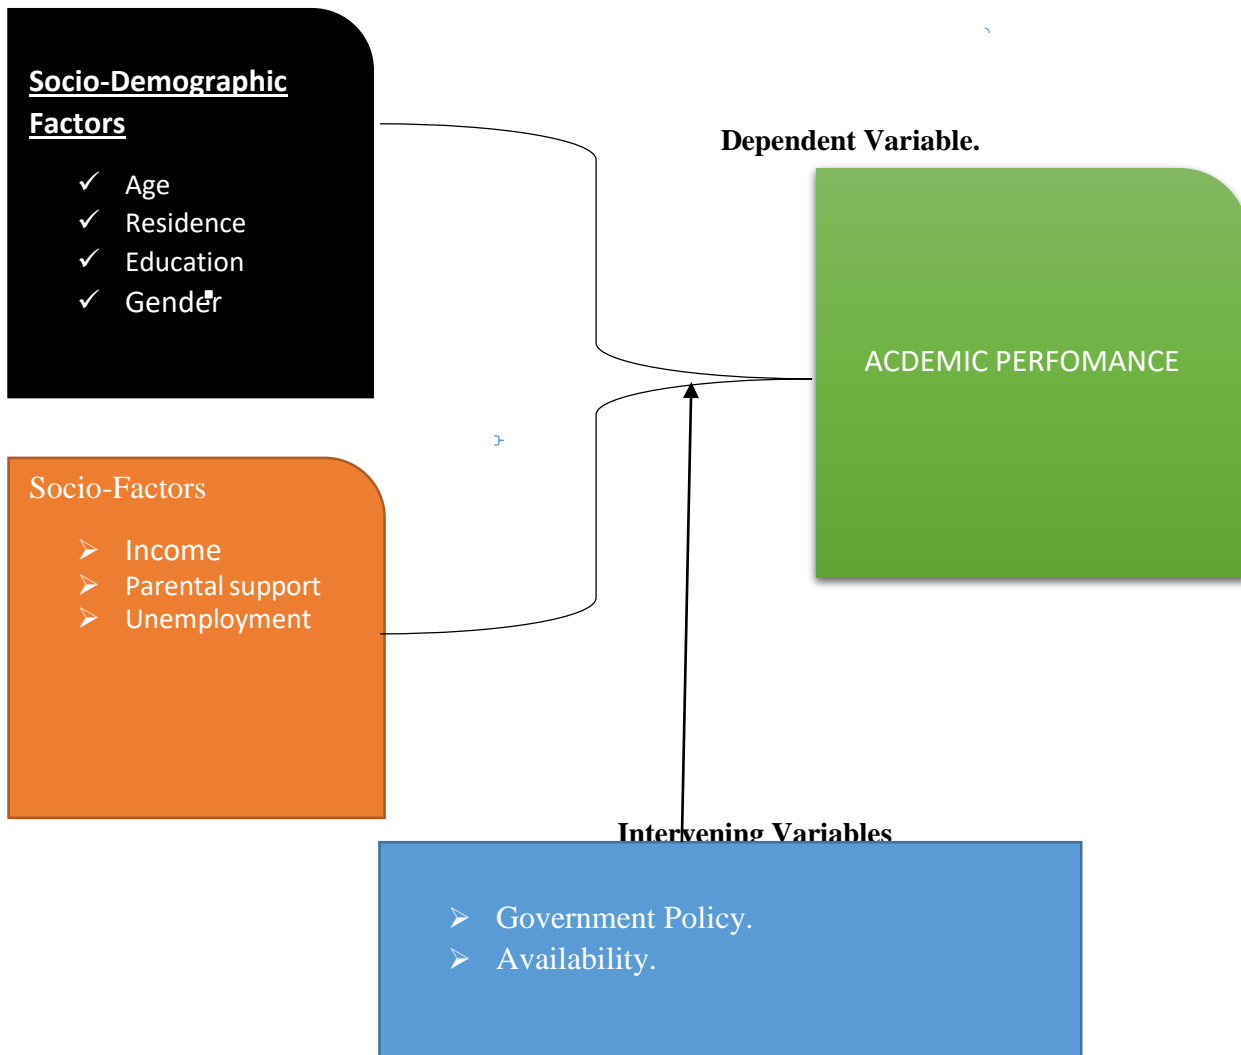 Socio-Demographic
Factors
✓ Age
✓ Residence
✓ Education
✓ Gender
Dependent Variable.
ACDEMIC PERFOMANCE
Socio-Factors
➢ Income
➢ Parental support
➢ Unemployment
Intervening Variables
➢ Government Policy.
➢ Availability.